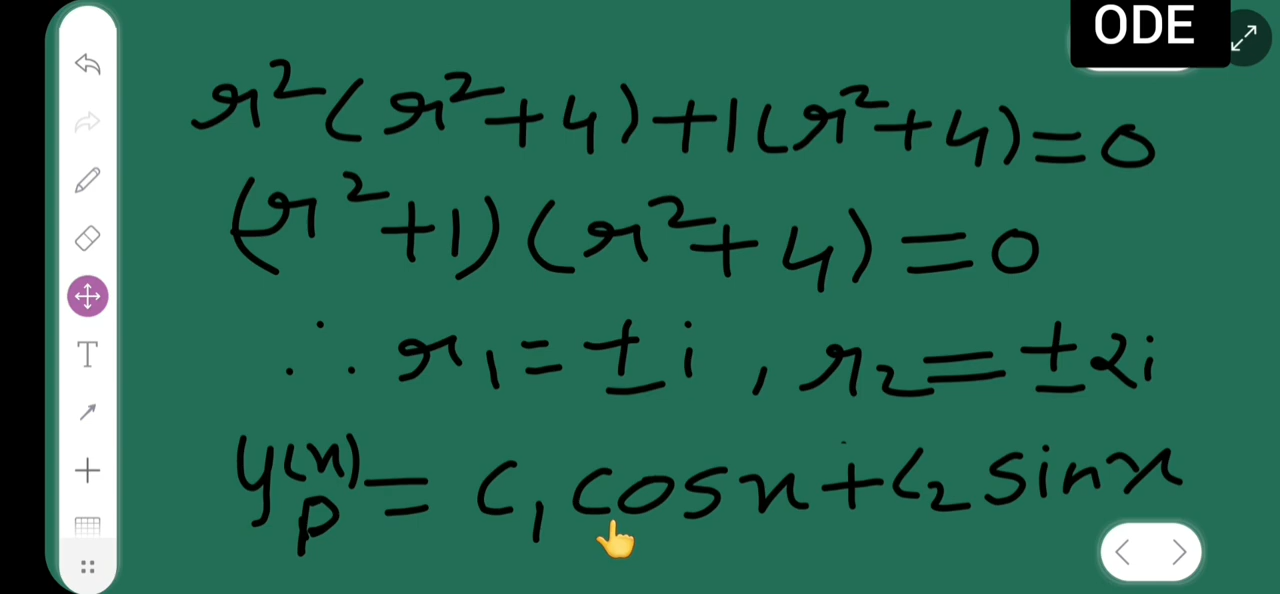 ODE
r²(r²+4)+1(r²+4)=0
(r²+1)(r²+4)=0
∴ r₁=±i, r₂=±2i
y_p(x) = C₁cosx+C₂sinx
T